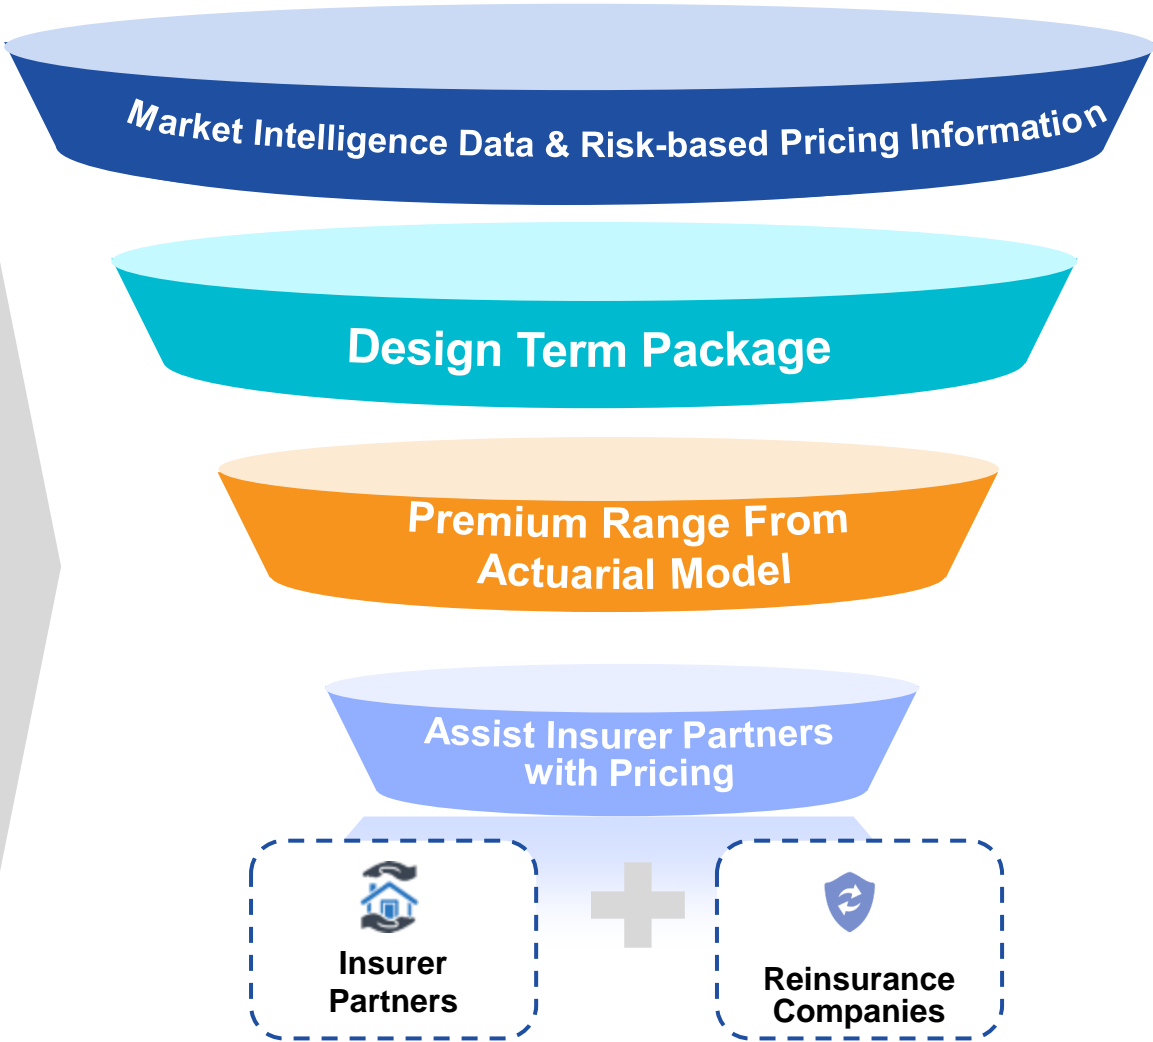 Market Intelligence Data & Risk-based Pricing Information
Design Term Package
Premium Range From
Actuarial Model
Assist Insurer Partners
with Pricing
Insurer
Partners
Reinsurance
Companies